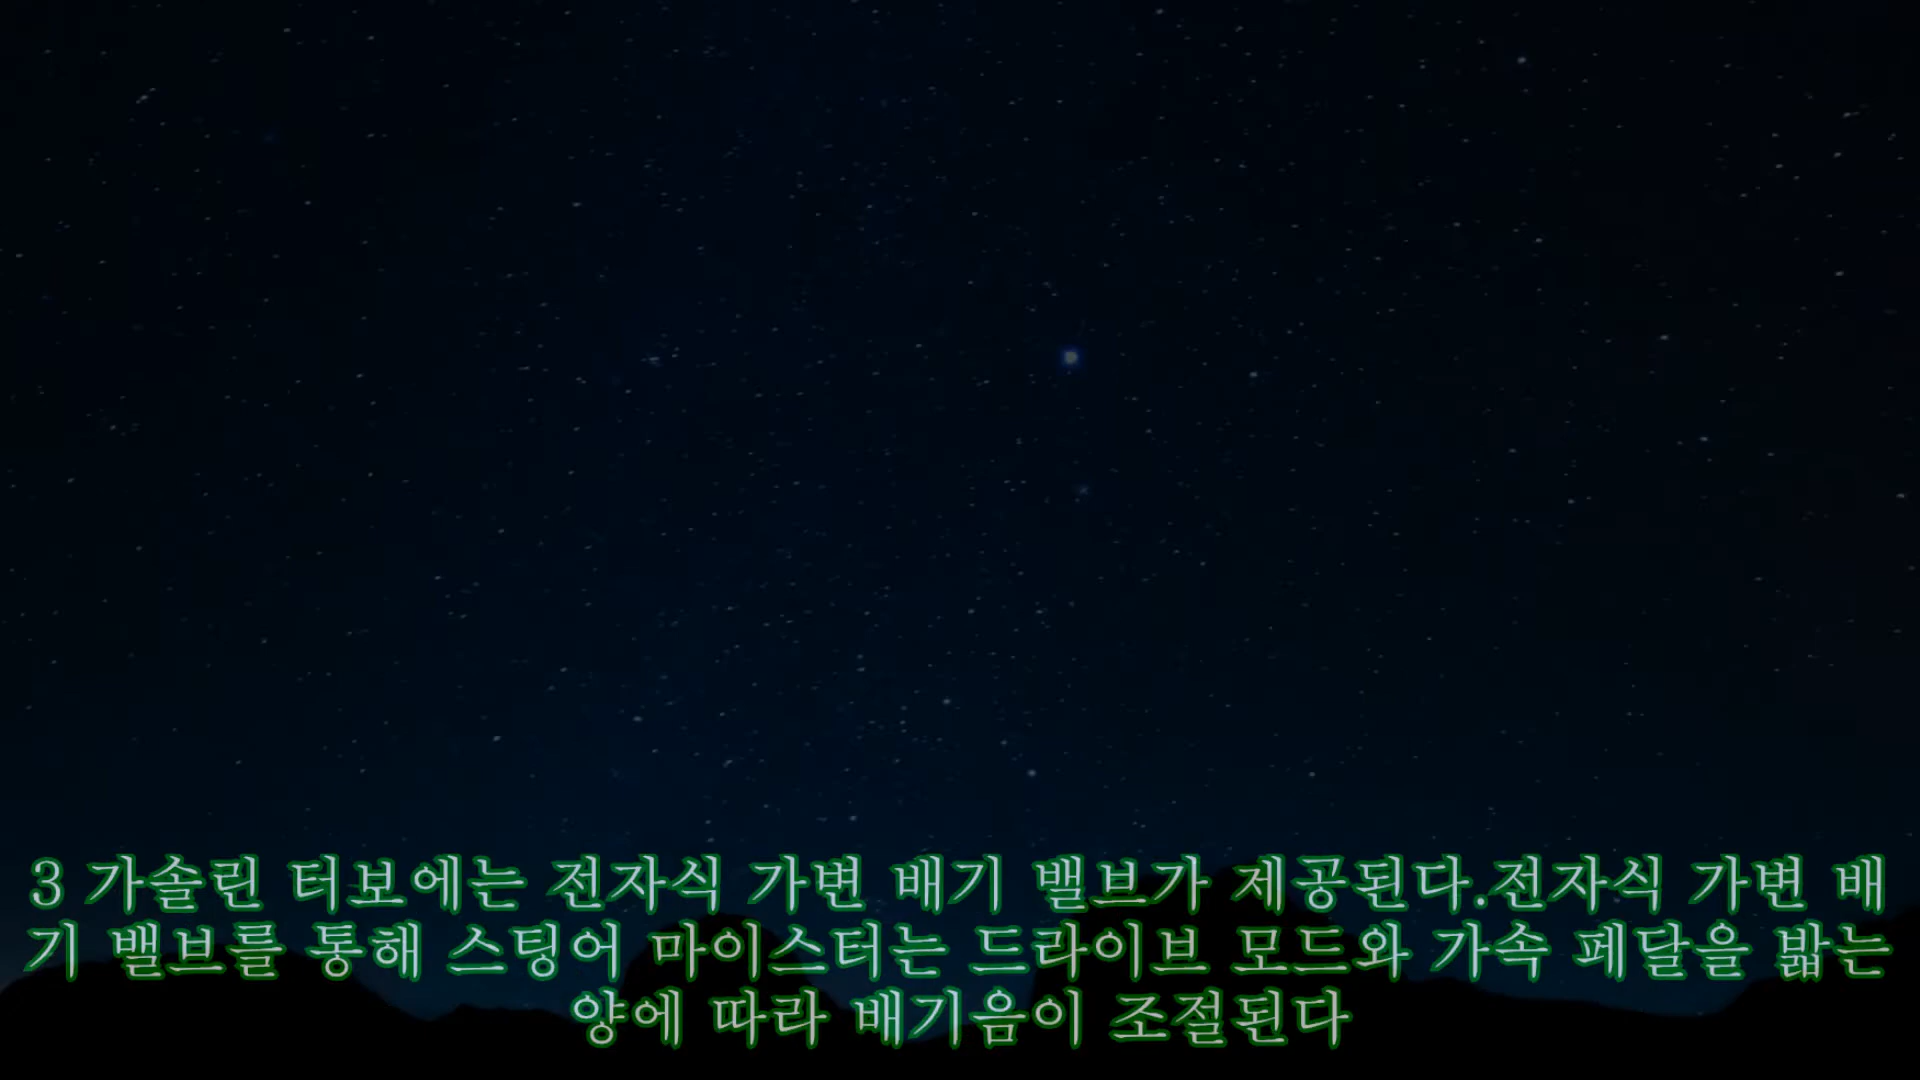 3 가솔린 터보에는 전자식 가변 배기 밸브가 제공된다.전자식 가변 배
기 밸브를 통해 스팅어 마이스터는 드라이브 모드와 가속 페달을 밟는
양에 따라 배기음이 조절된다